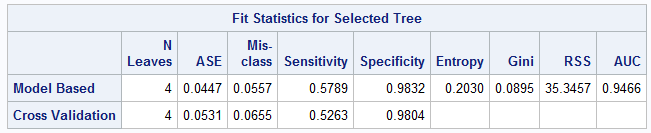 Fit Statistics for Selected Tree
N Leaves ASE Mis-class Sensitivity Specificity Entropy Gini RSS AUC
Model Based 4 0.0447 0.0557 0.5789 0.9832 0.2030 0.0895 35.3457 0.9466
Cross Validation 4 0.0531 0.0655 0.5263 0.9804